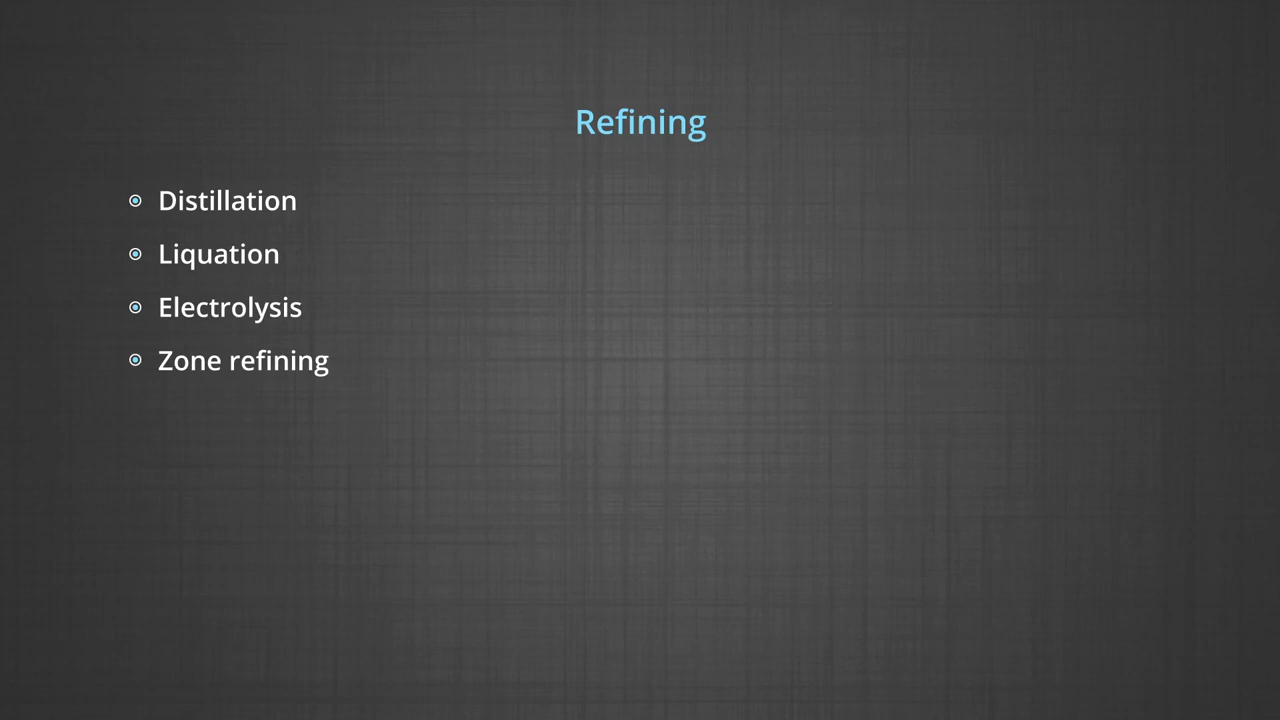 Refining
Distillation
Liquation
Electrolysis
Zone refining